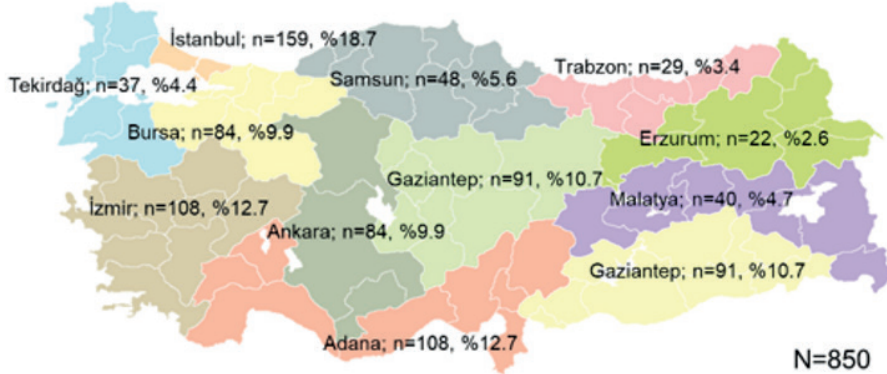 İstanbul; n=159, %18.7
Tekirdağ; n=37, %4.4
Samsun; n=48, %5.6
Trabzon; n=29, %3.4
Bursa; n=84, %9.9
Erzurum; n=22, %2.6
Gaziantep; n=91, %10.7
İzmir; n=108, %12.7
Malatya; n=40, %4.7
Ankara; n=84, %9.9
Gaziantep; n=91, %10.7
Adana; n=108, %12.7
N=850